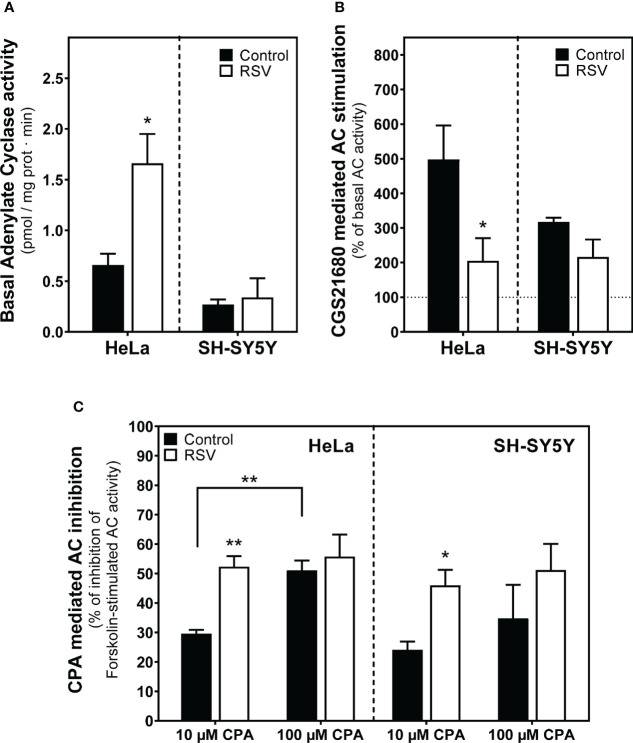 A
Basal Adenylate Cyclase activity
(pmol / mg prot · min)
2.5
2.0
1.5
1.0
0.5
0.0
Control
RSV
*
HeLa
SH-SY5Y
B
CGS21680 mediated AC stimulation
(% of basal AC activity)
800
700
600
500
400
300
200
100
0
Control
RSV
*
HeLa
SH-SY5Y
C
CPA mediated AC inihibition
(% of inhibition of
Forskolin-stimulated AC activity)
100
90
80
70
60
50
40
30
20
10
0
Control
RSV
HeLa
SH-SY5Y
**
**
*
10 µM CPA
100 µM CPA
10 µM CPA
100 µM CPA